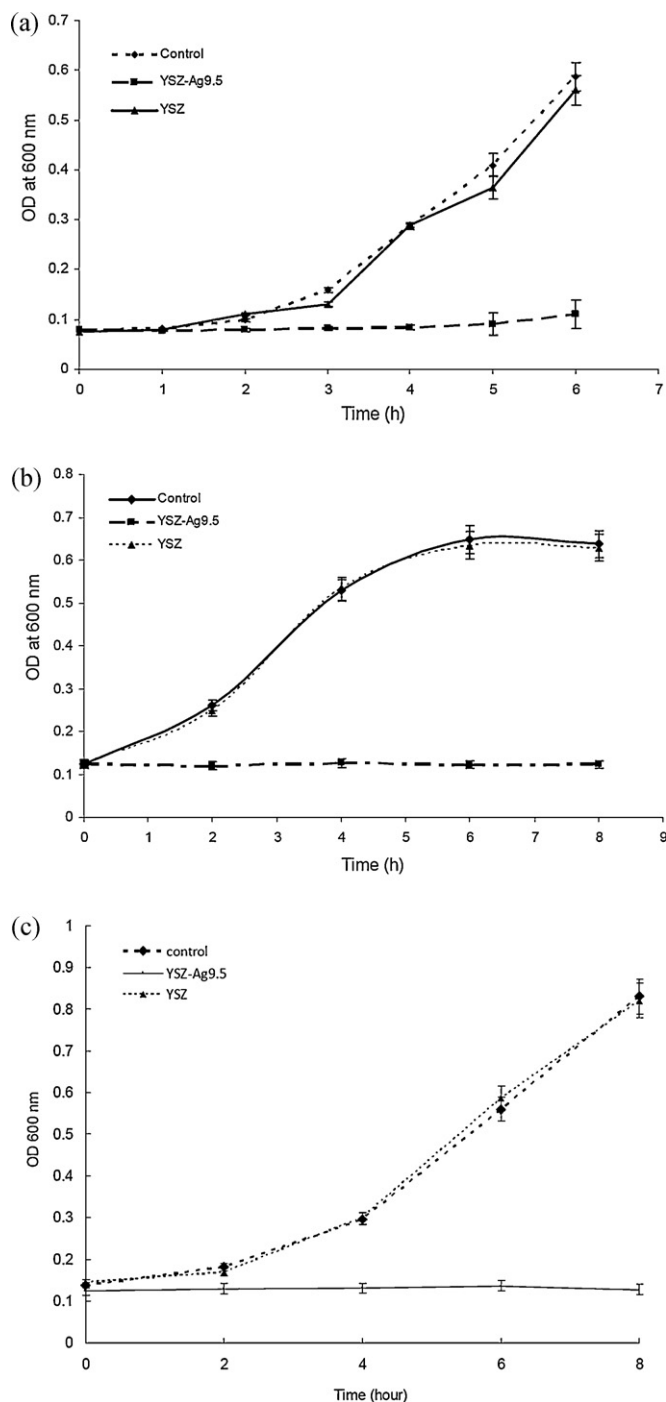 (a)
0.7
0.6
0.5
0.4
0.3
0.2
0.1
0
OD at 600 nm
Control
YSZ-Ag9.5
YSZ
0 1 2 3 4 5 6 7
Time (h)
(b)
0.8
0.7
0.6
0.5
0.4
0.3
0.2
0.1
0
OD at 600 nm
Control
YSZ-Ag9.5
YSZ
0 1 2 3 4 5 6 7 8 9
Time (h)
(c)
1
0.9
0.8
0.7
0.6
0.5
0.4
0.3
0.2
0.1
0
OD 600 nm
control
YSZ-Ag9.5
YSZ
0 2 4 6 8
Time (hour)